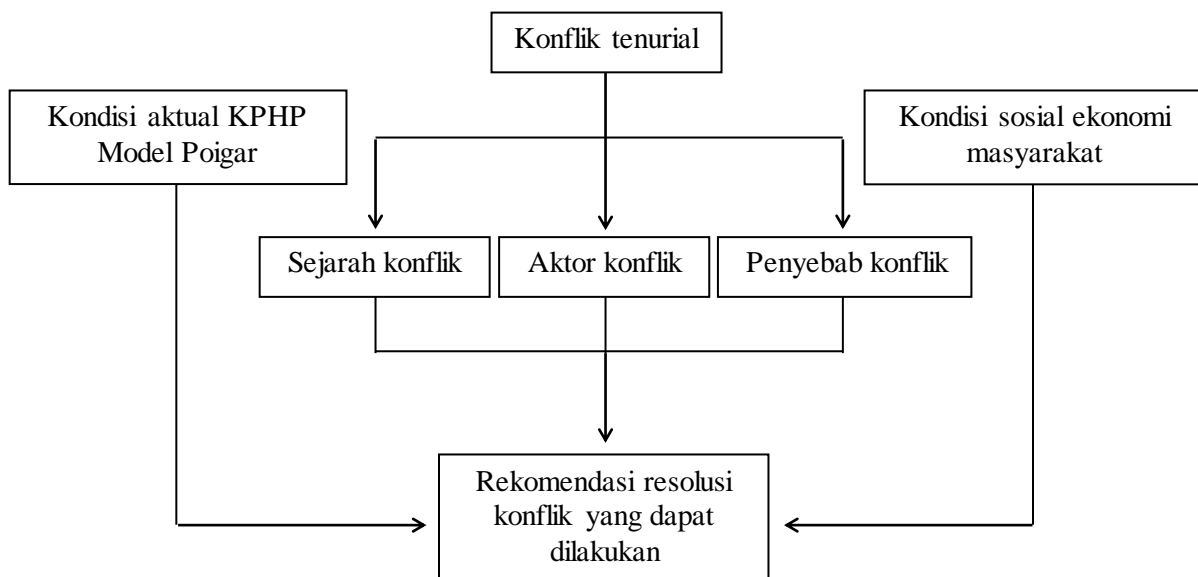 Konflik tenurial
Kondisi aktual KPHP
Model Poigar
Kondisi sosial ekonomi
masyarakat
Sejarah konflik
Aktor konflik
Penyebab konflik
Rekomendasi resolusi
konflik yang dapat
dilakukan